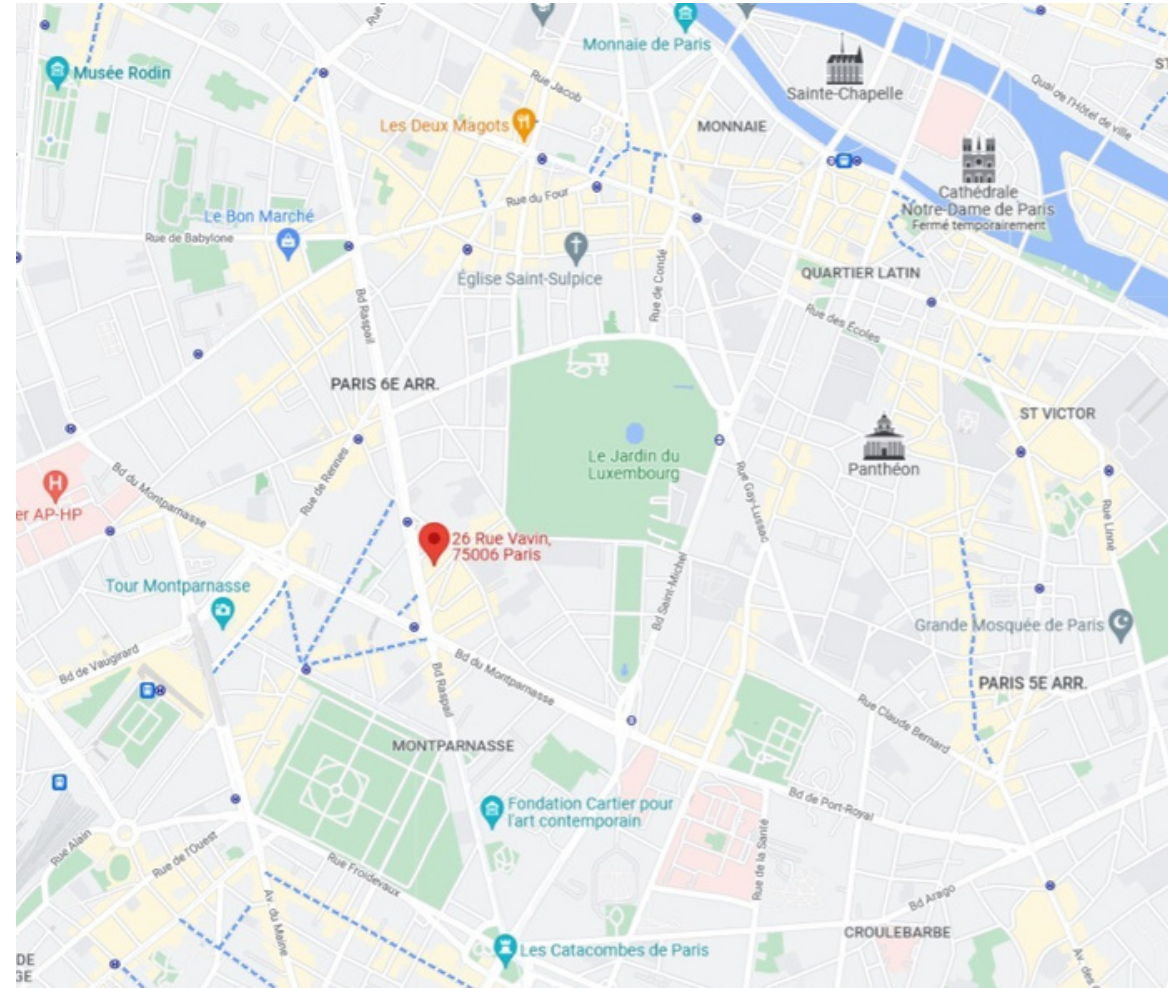 Monnaie de Paris
Musée Rodin
Rue Jacob
Sainte-Chapelle
Quai de l'Hôtel de ville
Les Deux Magots
MONNAIE
Cathédrale
Notre-Dame de Paris
Fermé temporairement
Rue du Four
Le Bon Marché
Rue de Babylone
Église Saint-Sulpice
Rue de Condé
QUARTIER LATIN
Bd Raspail
Rue des Écoles
PARIS 6E ARR.
ST VICTOR
Le Jardin du
Luxembourg
Panthéon
Bd du Montparnasse
Rue de Rennes
Rue Gay-Lussac
H
er AP-HP
Rue Linné
26 Rue Vavin,
75006 Paris
Tour Montparnasse
Bd Saint-Michel
Grande Mosquée de Paris
Bd de Vaugirard
Bd du Montparnasse
Bd Raspail
PARIS 5E ARR.
Rue Claude Bernard
MONTPARNASSE
Fondation Cartier pour
l'art contemporain
Bd de Port-Royal
Rue Alain
Rue de l'Ouest
Rue Froidevaux
Rue de la Santé
Bd Arago
Av. du Maine
CROULEBARBE
Les Catacombes de Paris
Av. des
DE
GE